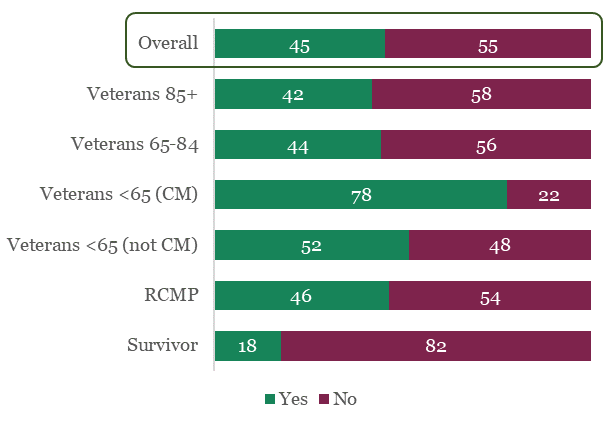 Overall 45 55
Veterans 85+ 42 58
Veterans 65-84 44 56
Veterans <65 (CM) 78 22
Veterans <65 (not CM) 52 48
RCMP 46 54
Survivor 18 82
Yes No